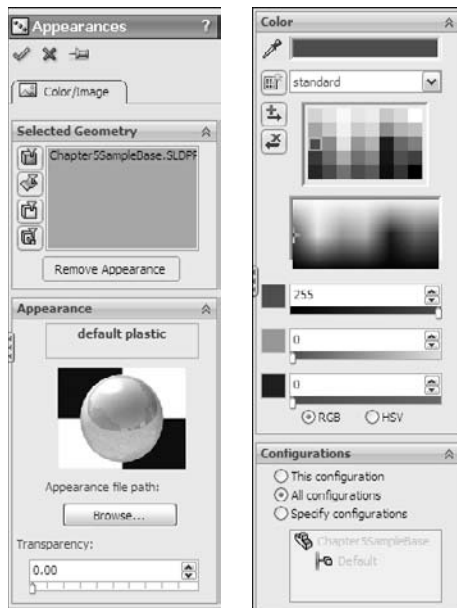 Appearances ?
Color/Image
Selected Geometry
Chapter5SampleBase.SLDPF
Remove Appearance
Appearance
default plastic
Appearance file path:
Browse...
Transparency:
0.00
Color
standard
255
0
0
RGB HSV
Configurations
This configuration
All configurations
Specify configurations
Chapter5SampleBase
Default